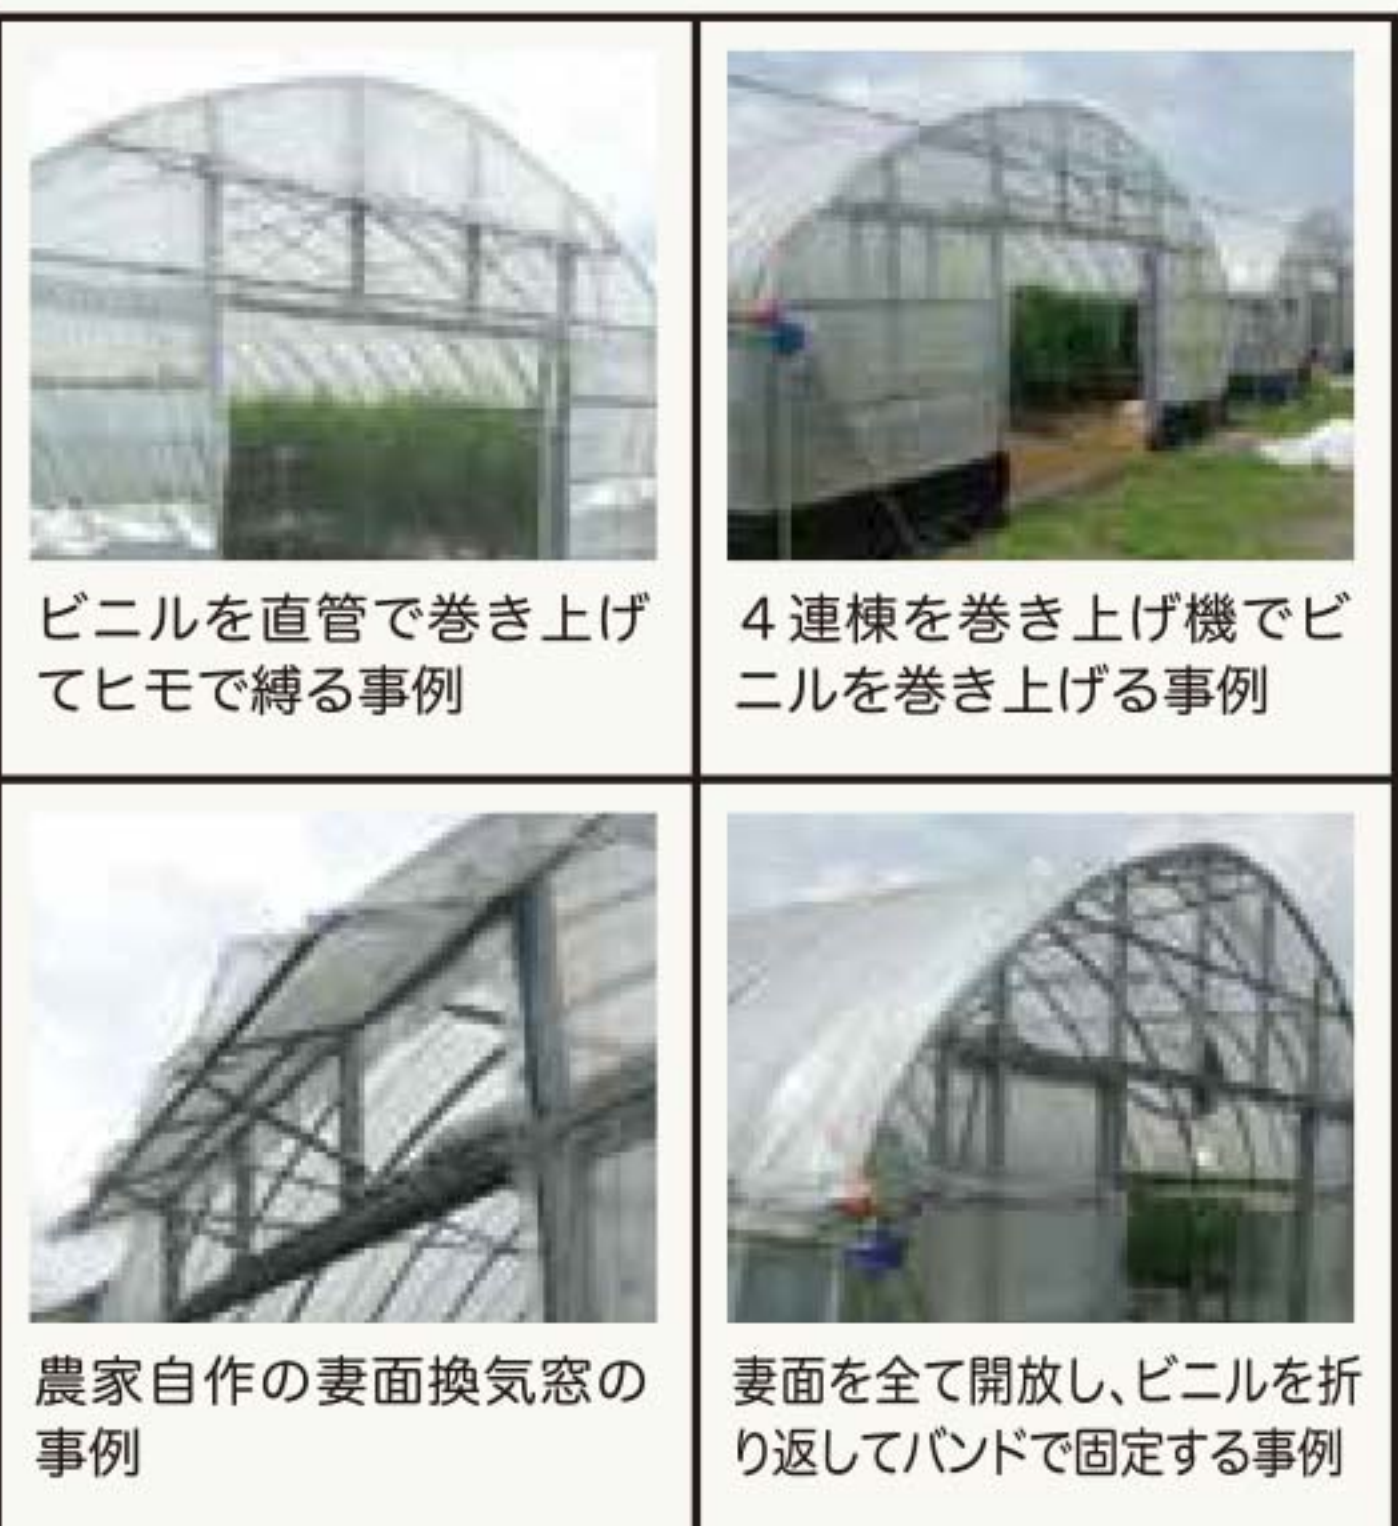 ビニルを直管で巻き上げ
てヒモで縛る事例
４連棟を巻き上げ機でビ
ニルを巻き上げる事例
農家自作の妻面換気窓の
事例
妻面を全て開放し、ビニルを折
り返してバンドで固定する事例